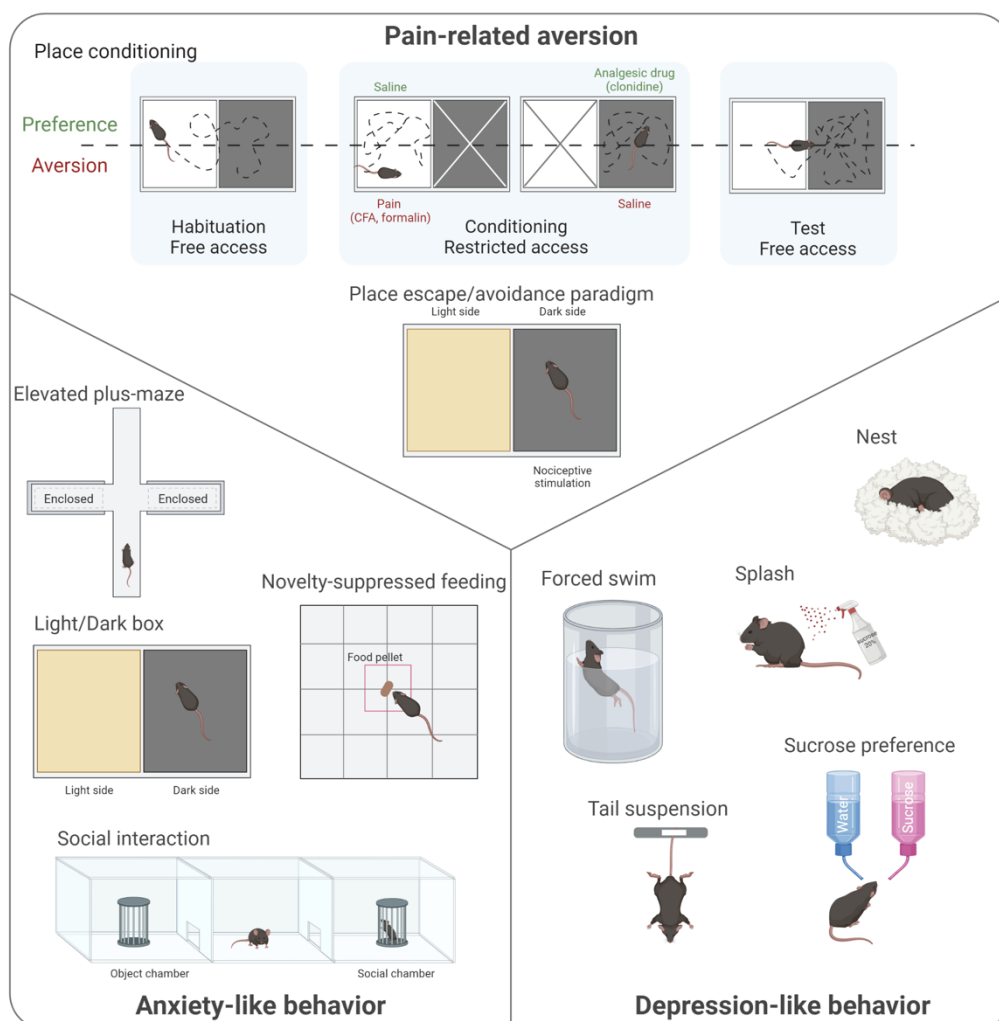 Pain-related aversion
Place conditioning
Preference
Aversion
Saline
Analgesic drug
(clonidine)
Pain
(CFA, formalin)
Saline
Habituation
Free access
Conditioning
Restricted access
Test
Free access
Place escape/avoidance paradigm
Light side
Dark side
Nociceptive
stimulation
Elevated plus-maze
Enclosed
Enclosed
Light/Dark box
Light side
Dark side
Novelty-suppressed feeding
Food pellet
Social interaction
Object chamber
Social chamber
Anxiety-like behavior
Nest
Forced swim
Splash
sucrose
20%
Tail suspension
Sucrose preference
Water
Sucrose
Depression-like behavior